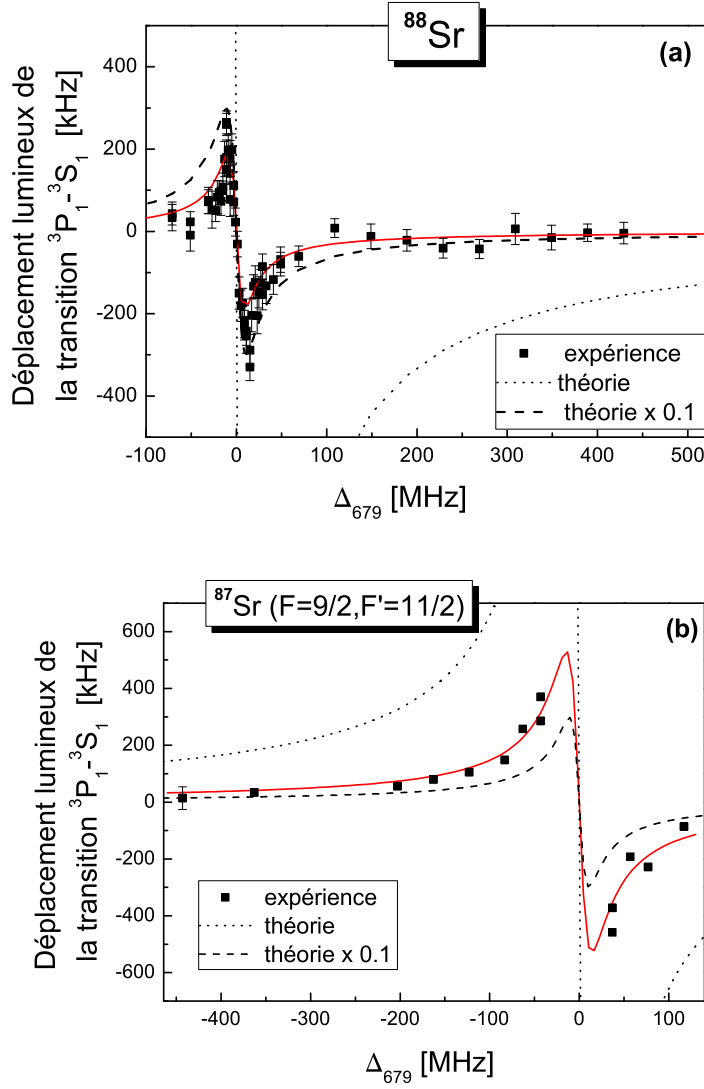 ⁸⁸Sr
(a)
Déplacement lumineux de
la transition ³P₁-³S₁ [kHz]
400
200
0
-200
-400
-100
0
100
200
300
400
500
expérience
théorie
théorie x 0.1
Δ₆₇₉ [MHz]
⁸⁷Sr (F=9/2,F'=11/2)
(b)
Déplacement lumineux de
la transition ³P₁-³S₁ [kHz]
600
400
200
0
-200
-400
-600
-400
-300
-200
-100
0
100
expérience
théorie
théorie x 0.1
Δ₆₇₉ [MHz]